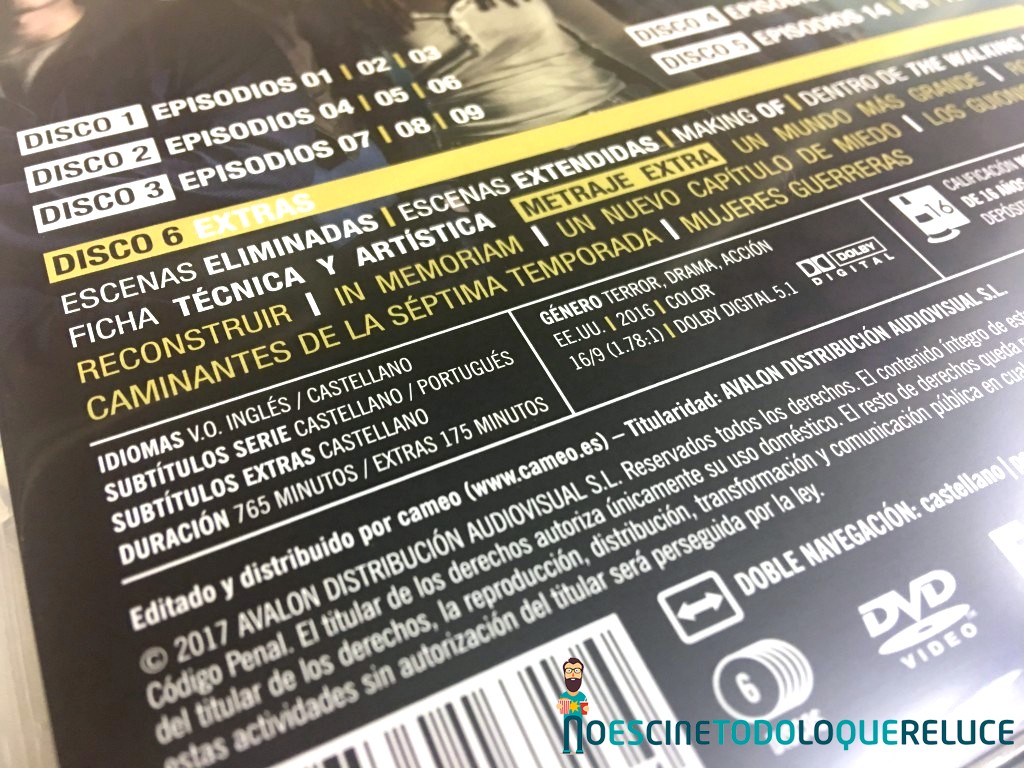 DISCO 1 EPISODIOS 01 | 02 | 03
DISCO 2 EPISODIOS 04 | 05 | 06
DISCO 3 EPISODIOS 07 | 08 | 09
DISCO 4
DISCO 5 EPISODIOS 14
DISCO 6 EXTRAS
ESCENAS ELIMINADAS | ESCENAS EXTENDIDAS | MAKING OF | DENTRO DE THE WALKING
FICHA TÉCNICA Y ARTÍSTICA METRAJE EXTRA UN MUNDO MÁS GRANDE |
RECONSTRUIR | IN MEMORIAM | UN NUEVO CAPÍTULO DE MIEDO | LOS
CAMINANTES DE LA SÉPTIMA TEMPORADA | MUJERES GUERRERAS
IDIOMAS V.O. INGLÉS / CASTELLANO
SUBTÍTULOS SERIE CASTELLANO / PORTUGUÉS
SUBTÍTULOS EXTRAS CASTELLANO
DURACIÓN 765 MINUTOS / EXTRAS 175 MINUTOS
GÉNERO TERROR, DRAMA, ACCIÓN
EE.UU | 2016 | COLOR
16/9 (1.78:1) | DOLBY DIGITAL 5.1
DOLBY
DIGITAL
16
CALIFICACIÓN
DE 16 AÑOS
Editado y distribuido por cameo (www.cameo.es) – Titularidad: AVALON DISTRIBUCIÓN AUDIOVISUAL S.L.
© 2017 AVALON DISTRIBUCIÓN AUDIOVISUAL S.L. Reservados todos los derechos. El contenido íntegro de
Código Penal. El titular de los derechos autoriza únicamente su uso doméstico. El resto de derechos queda
del titular de los derechos, la reproducción, distribución, transformación y comunicación pública en
estas actividades sin autorización del titular será perseguida por la ley.
DOBLE NAVEGACIÓN: castellano |
6
DVD
VIDEO
NOESCINETODOLOQUERELUCE